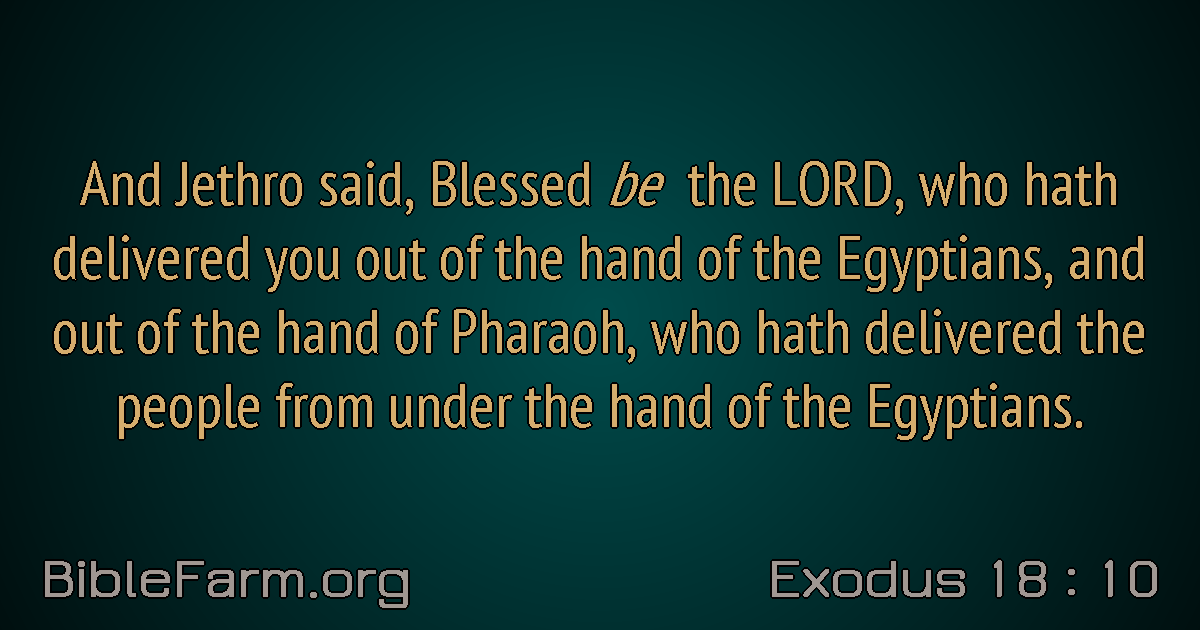 And Jethro said, Blessed be the LORD, who hath
delivered you out of the hand of the Egyptians, and
out of the hand of Pharaoh, who hath delivered the
people from under the hand of the Egyptians.
BibleFarm.org
Exodus 18 : 10